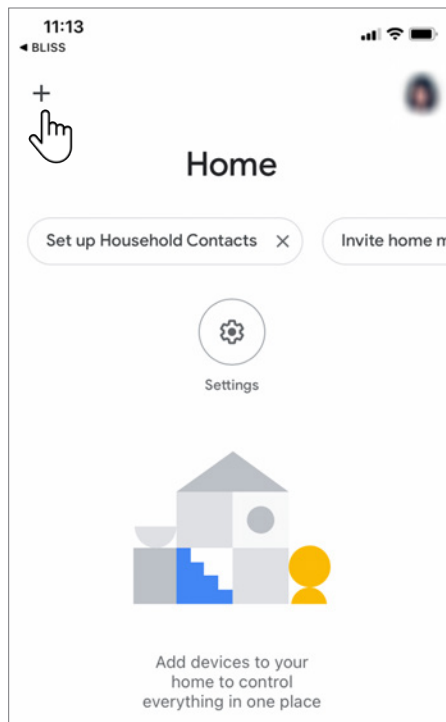 11:13
◀ BLISS
+
Home
Set up Household Contacts ×
Invite home m
Settings
Add devices to your
home to control
everything in one place